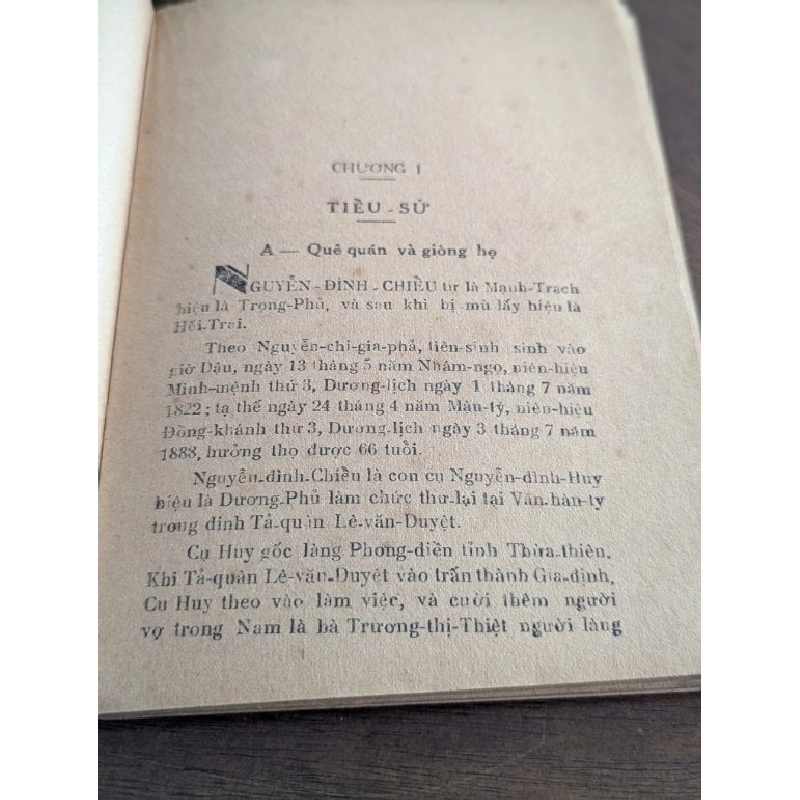 CHƯƠNG I
TIỀU-SỬ
A — Quê quán và giòng họ
NGUYỄN-ĐÌNH-CHIỀU tự là Mạnh-Trạch
hiệu là Trọng-Phủ, và sau khi bị mù lấy hiệu là
Hối-Trai.
Theo Nguyễn-chi-gia-phả, tiên-sinh sinh vào
giờ Dậu, ngày 13 tháng 5 năm Nhâm-ngọ, niên-hiệu
Minh-mệnh thứ 3, Dương-lịch ngày 1 tháng 7 năm
1822; tạ thế ngày 24 tháng 4 năm Mân-tý, niên-hiệu
Đồng-khánh thứ 3, Dương-lịch ngày 3 tháng 7 năm
1888, hưởng thọ được 66 tuổi.
Nguyễn-đình-Chiều là con cụ Nguyễn-đình-Huy
hiệu là Dương-Phủ làm chức thư-lại tại Văn-hàn-ty
trong dinh Tả-quân Lê-văn-Duyệt.
Cụ Huy gốc làng Phong-điền tỉnh Thừa-thiên.
Khi Tả-quân Lê-văn-Duyệt vào trấn thành Gia-định,
Cụ Huy theo vào làm việc, và cưới thêm người
vợ trong Nam là bà Trương-thị-Thiệt người làng